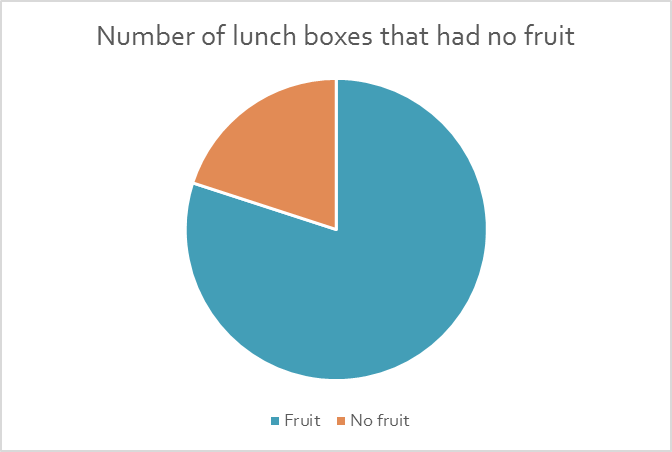 Number of lunch boxes that had no fruit
Fruit No fruit